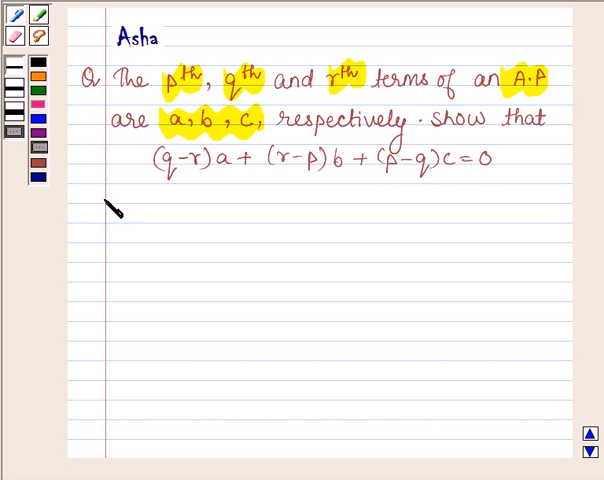 Asha
Q The pth, qth and rth terms of an A.P
are a, b, c, respectively. show that
(q-r)a + (r-p)b + (p-q)c = 0